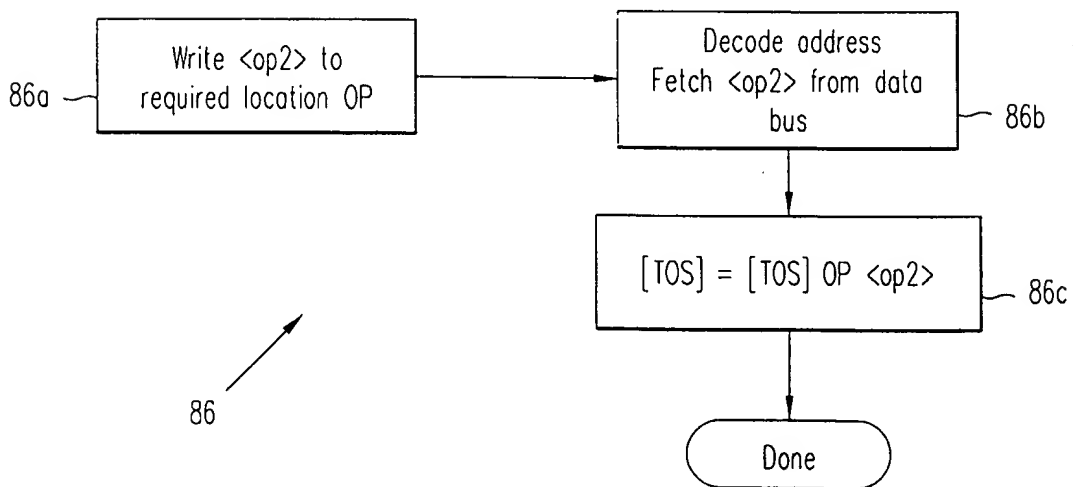 Write <op2> to
required location OP
86a
Decode address
Fetch <op2> from data
bus
86b
[TOS] = [TOS] OP <op2>
86c
86
Done